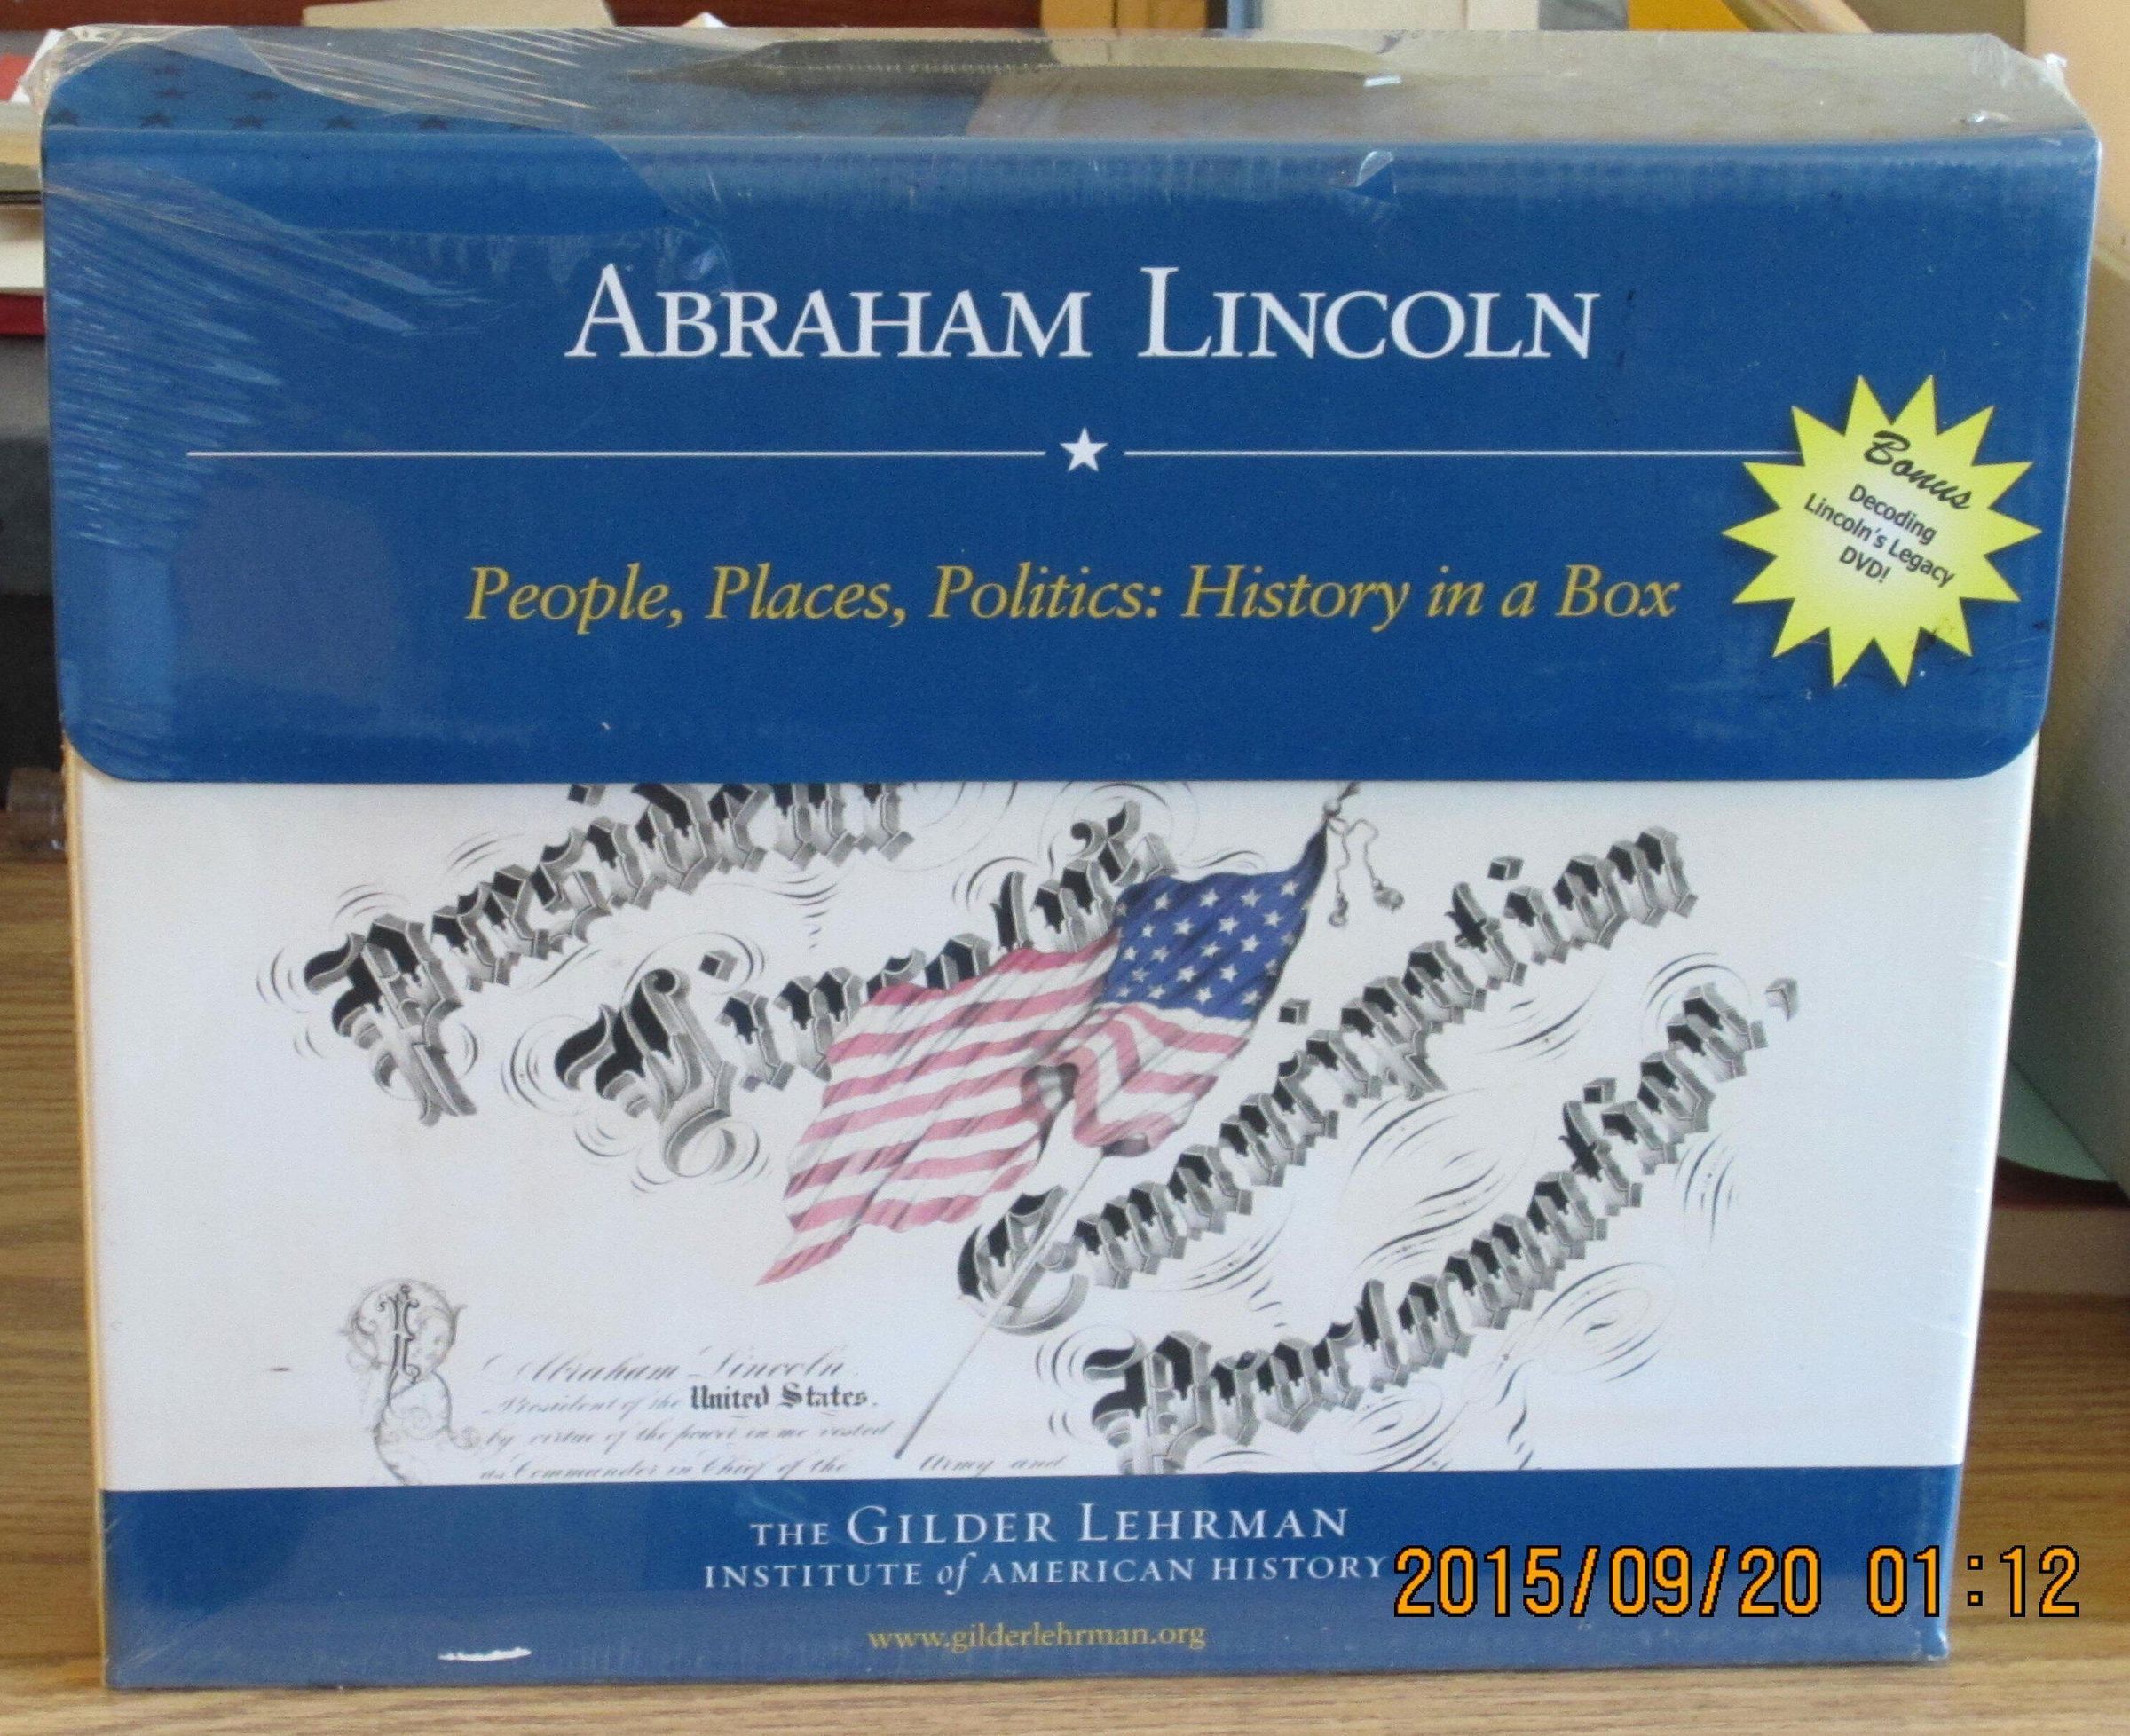 ABRAHAM LINCOLN
People, Places, Politics: History in a Box
Bonus
Decoding
Lincoln's Legacy
DVD!
President
Lincoln's
Emancipation
Proclamation.
I Abraham Lincoln
President of the United States.
by virtue of the power in me vested
as Commander in Chief of the Army and
THE GILDER LEHRMAN
INSTITUTE of AMERICAN HISTORY
www.gilderlehrman.org
2015/09/20 01:12